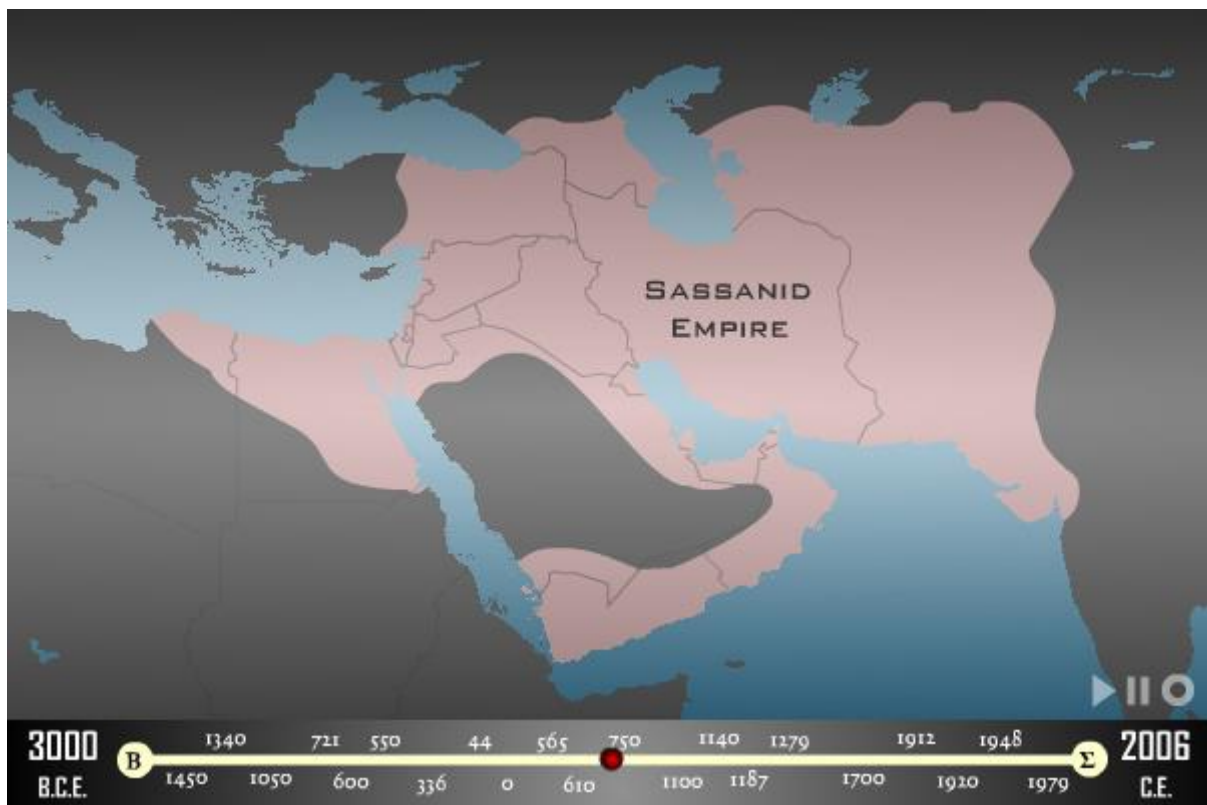 SASSANID
EMPIRE
3000
B.C.E.
B
1340 721 550 44 565 750 1140 1279 1912 1948
1450 1050 600 336 0 610 1100 1187 1700 1920 1979
Σ
2006
C.E.